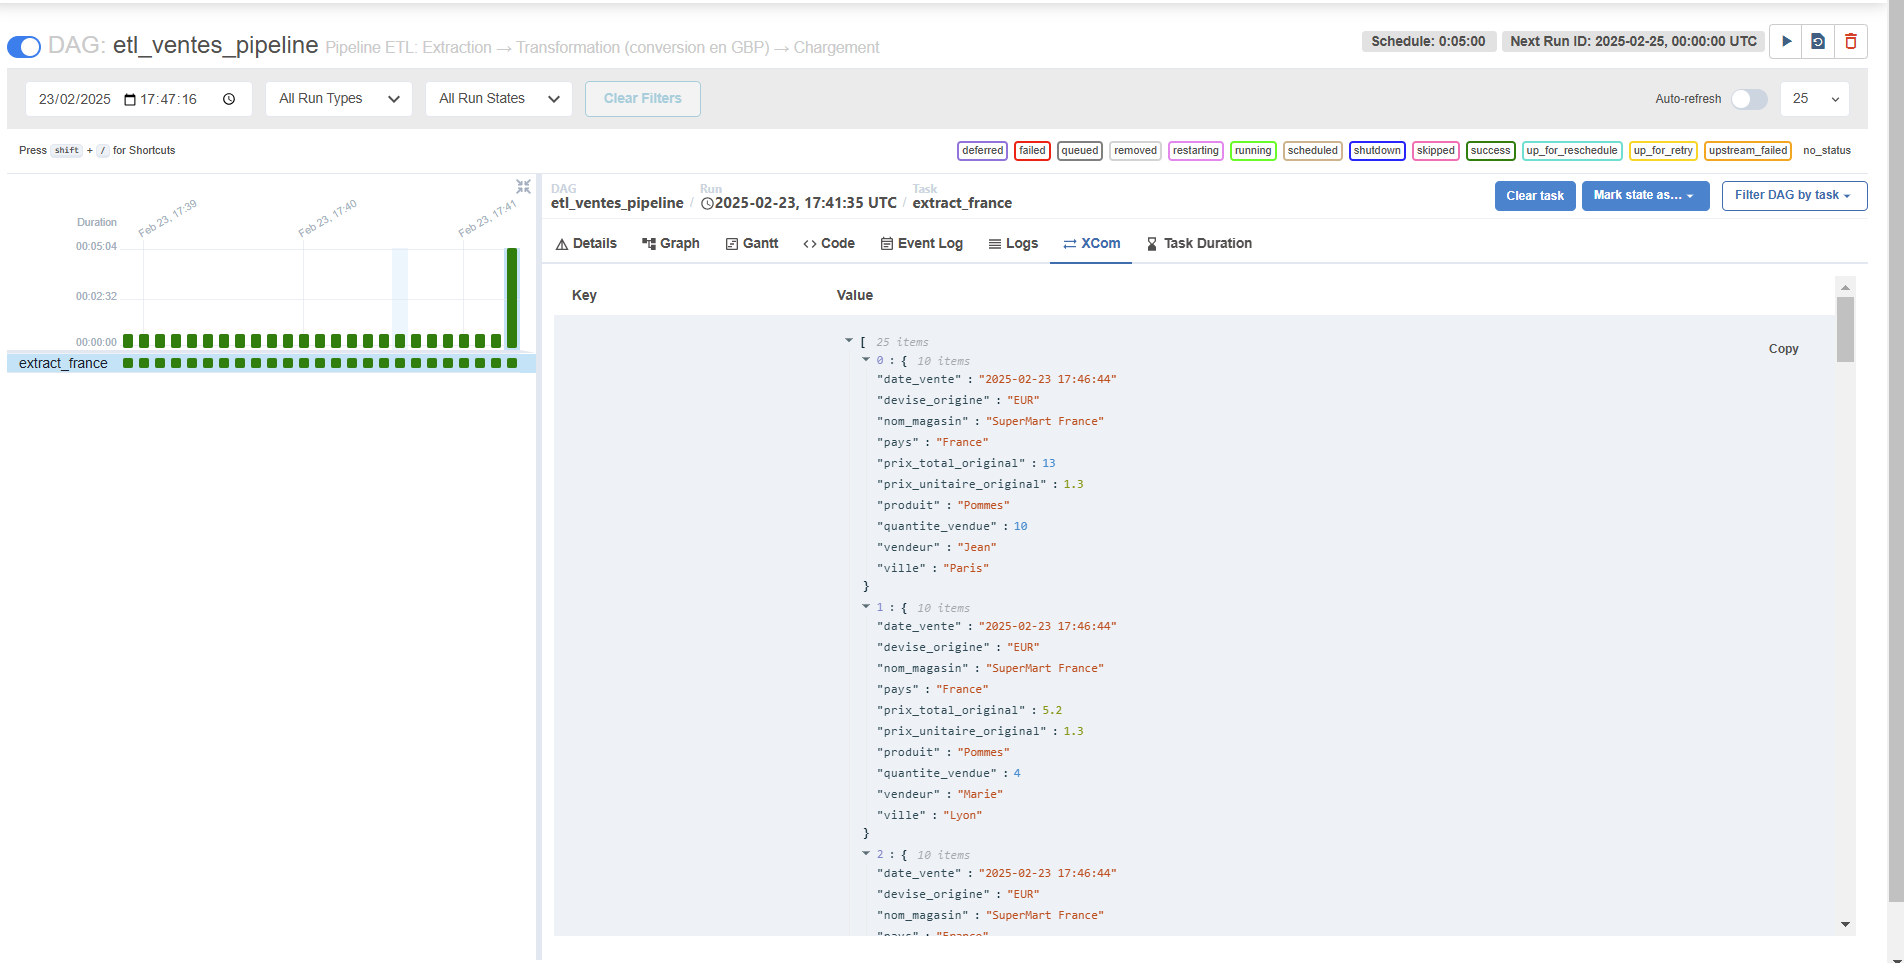 DAG: etl_ventes_pipeline Pipeline ETL: Extraction → Transformation (conversion en GBP) → Chargement
Schedule: 0:05:00 Next Run ID: 2025-02-25, 00:00:00 UTC
23/02/2025 17:47:16 All Run Types All Run States Clear Filters Auto-refresh 25
Press shift + / for Shortcuts
deferred failed queued removed restarting running scheduled shutdown skipped success up_for_reschedule up_for_retry upstream_failed no_status
Feb 23, 17:39 Feb 23, 17:40 Feb 23, 17:41
Duration
00:05:04
00:02:32
00:00:00
extract_france
DAG Run Task
etl_ventes_pipeline / 2025-02-23, 17:41:35 UTC / extract_france
Clear task Mark state as... Filter DAG by task
Details Graph Gantt <> Code Event Log Logs XCom Task Duration
Key Value
[ 25 items
Copy
0 : { 10 items
"date_vente" : "2025-02-23 17:46:44"
"devise_origine" : "EUR"
"nom_magasin" : "SuperMart France"
"pays" : "France"
"prix_total_original" : 13
"prix_unitaire_original" : 1.3
"produit" : "Pommes"
"quantite_vendue" : 10
"vendeur" : "Jean"
"ville" : "Paris"
}
1 : { 10 items
"date_vente" : "2025-02-23 17:46:44"
"devise_origine" : "EUR"
"nom_magasin" : "SuperMart France"
"pays" : "France"
"prix_total_original" : 5.2
"prix_unitaire_original" : 1.3
"produit" : "Pommes"
"quantite_vendue" : 4
"vendeur" : "Marie"
"ville" : "Lyon"
}
2 : { 10 items
"date_vente" : "2025-02-23 17:46:44"
"devise_origine" : "EUR"
"nom_magasin" : "SuperMart France"
"pays" : "France"